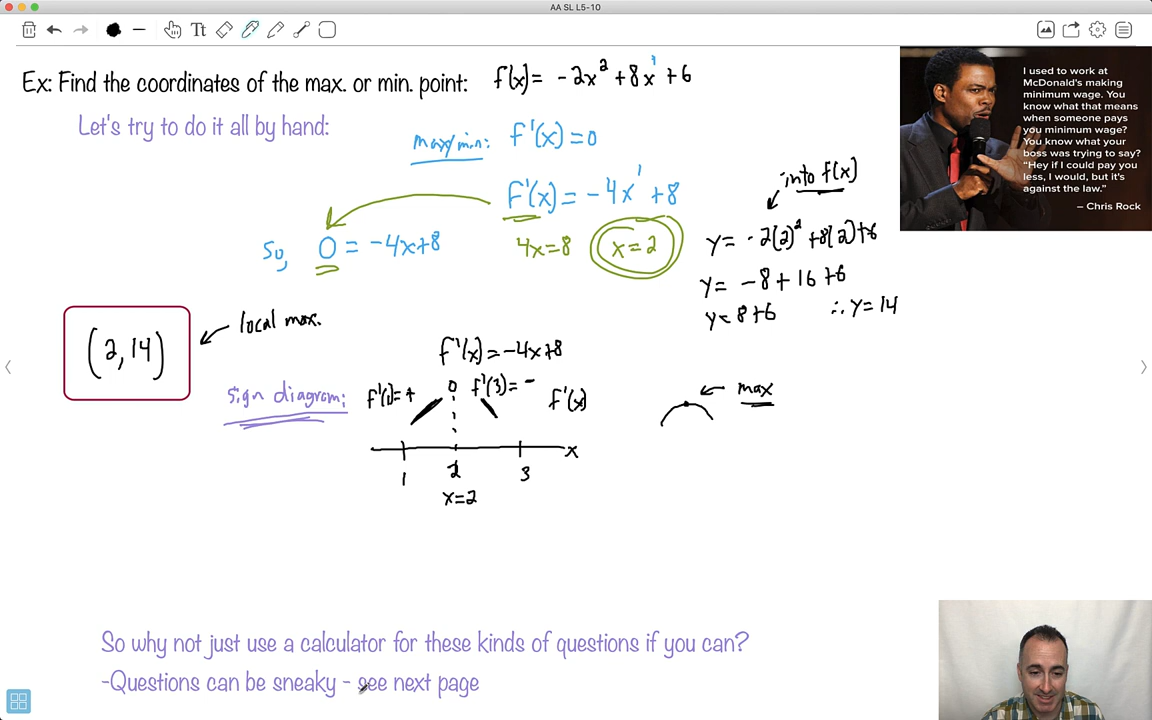 AA SL L5-10
Tt
Ex: Find the coordinates of the max. or min. point: f(x) = -2x² + 8x¹ + 6
Let's try to do it all by hand:
max/min: f'(x) = 0
f'(x) = -4x¹ + 8
So, 0 = -4x+8
4x=8 x=2
into f(x)
y = -2(2)² + 8(2) + 6
y = -8 + 16 + 6
y = 8+6 ∴ y = 14
(2, 14)
local max.
f'(x) = -4x+8
sign diagram:
f'(1) = + 0 f'(3) = - f'(x)
max
x
1 2 3
x=2
So why not just use a calculator for these kinds of questions if you can?
-Questions can be sneaky - see next page
I used to work at
McDonald's making
minimum wage. You
know what that means
when someone pays
you minimum wage?
You know what your
boss was trying to say?
"Hey if I could pay you
less, I would, but it's
against the law."
— Chris Rock